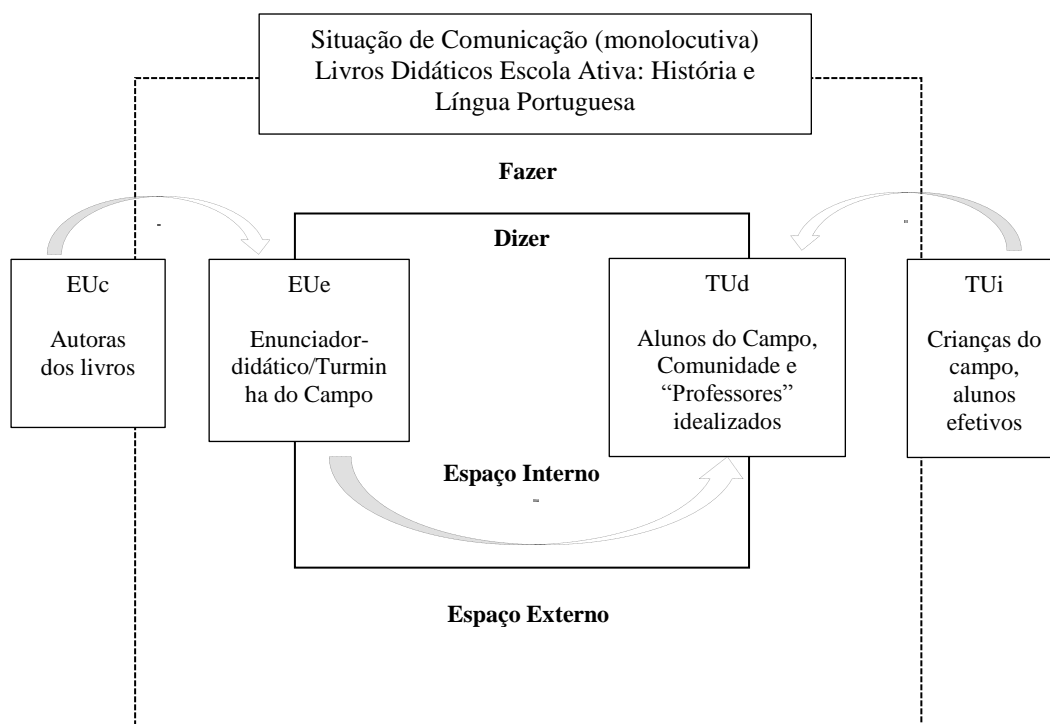 Situação de Comunicação (monolocutiva)
Livros Didáticos Escola Ativa: História e
Língua Portuguesa
Fazer
Dizer
EUc
Autoras
dos livros
EUe
Enunciador-
didático/Turmin
ha do Campo
TUd
Alunos do Campo,
Comunidade e
“Professores”
idealizados
TUi
Crianças do
campo,
alunos
efetivos
Espaço Interno
Espaço Externo